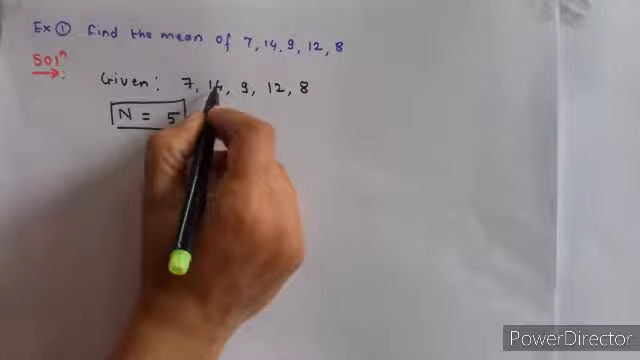 Ex ① Find the mean of 7, 14, 9, 12, 8
Solⁿ :
Given : 7, 14, 9, 12, 8
N = 5
PowerDirector